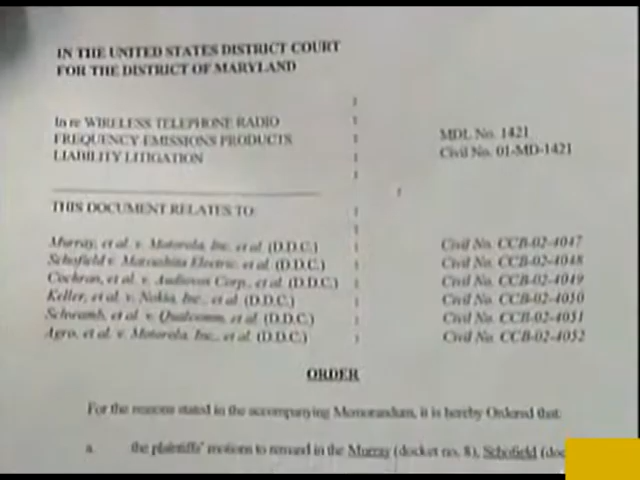 IN THE UNITED STATES DISTRICT COURT
FOR THE DISTRICT OF MARYLAND
In re WIRELESS TELEPHONE RADIO
FREQUENCY EMISSIONS PRODUCTS
LIABILITY LITIGATION
MDL No. 1421
Civil No. 01-MD-1421
THIS DOCUMENT RELATES TO:
Murray, et al. v. Motorola, Inc. et al. (D.D.C.) Civil No. CCB-02-4047
Schofield v. Matsushita Electric, et al. (D.D.C.) Civil No. CCB-02-4048
Cochran, et al. v. Audiovox Corp., et al. (D.D.C.) Civil No. CCB-02-4049
Keller, et al. v. Nokia, Inc., et al. (D.D.C.) Civil No. CCB-02-4050
Schwamb, et al. v. Qualcomm, et al. (D.D.C.) Civil No. CCB-02-4051
Agro, et al. v. Motorola, Inc., et al. (D.D.C.) Civil No. CCB-02-4052
ORDER
For the reasons stated in the accompanying Memorandum, it is hereby Ordered that:
a. the plaintiffs' motions to remand in the Murray (docket no. 8), Schofield (doc